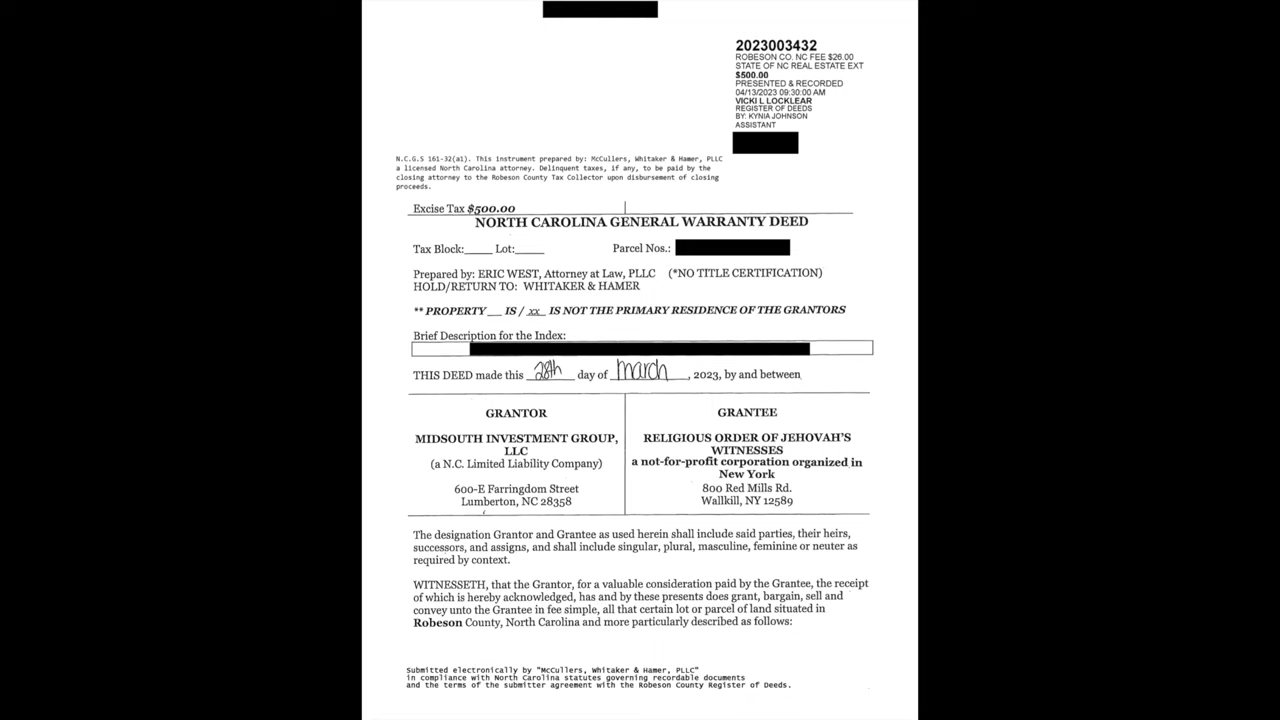 2023003432
ROBESON CO. NC FEE $26.00
STATE OF NC REAL ESTATE EXT
$500.00
PRESENTED & RECORDED
04/13/2023 09:30:00 AM
VICKI L LOCKLEAR
REGISTER OF DEEDS
BY: KYNIA JOHNSON
ASSISTANT
N.C.G.S 161-32(a1). This instrument prepared by: McCullers, Whitaker & Hamer, PLLC
a licensed North Carolina attorney. Delinquent taxes, if any, to be paid by the
closing attorney to the Robeson County Tax Collector upon disbursement of closing
proceeds.
Excise Tax $500.00
NORTH CAROLINA GENERAL WARRANTY DEED
Tax Block:_____ Lot:_____ Parcel Nos.:
Prepared by: ERIC WEST, Attorney at Law, PLLC (*NO TITLE CERTIFICATION)
HOLD/RETURN TO: WHITAKER & HAMER
** PROPERTY ___ IS / xx_ IS NOT THE PRIMARY RESIDENCE OF THE GRANTORS
Brief Description for the Index:
THIS DEED made this 28th day of March, 2023, by and between
GRANTOR
MIDSOUTH INVESTMENT GROUP,
LLC
(a N.C. Limited Liability Company)
600-E Farringdom Street
Lumberton, NC 28358
GRANTEE
RELIGIOUS ORDER OF JEHOVAH'S
WITNESSES
a not-for-profit corporation organized in
New York
800 Red Mills Rd.
Wallkill, NY 12589
The designation Grantor and Grantee as used herein shall include said parties, their heirs,
successors, and assigns, and shall include singular, plural, masculine, feminine or neuter as
required by context.
WITNESSETH, that the Grantor, for a valuable consideration paid by the Grantee, the receipt
of which is hereby acknowledged, has and by these presents does grant, bargain, sell and
convey unto the Grantee in fee simple, all that certain lot or parcel of land situated in
Robeson County, North Carolina and more particularly described as follows:
Submitted electronically by "McCullers, Whitaker & Hamer, PLLC"
in compliance with North Carolina statutes governing recordable documents
and the terms of the submitter agreement with the Robeson County Register of Deeds.